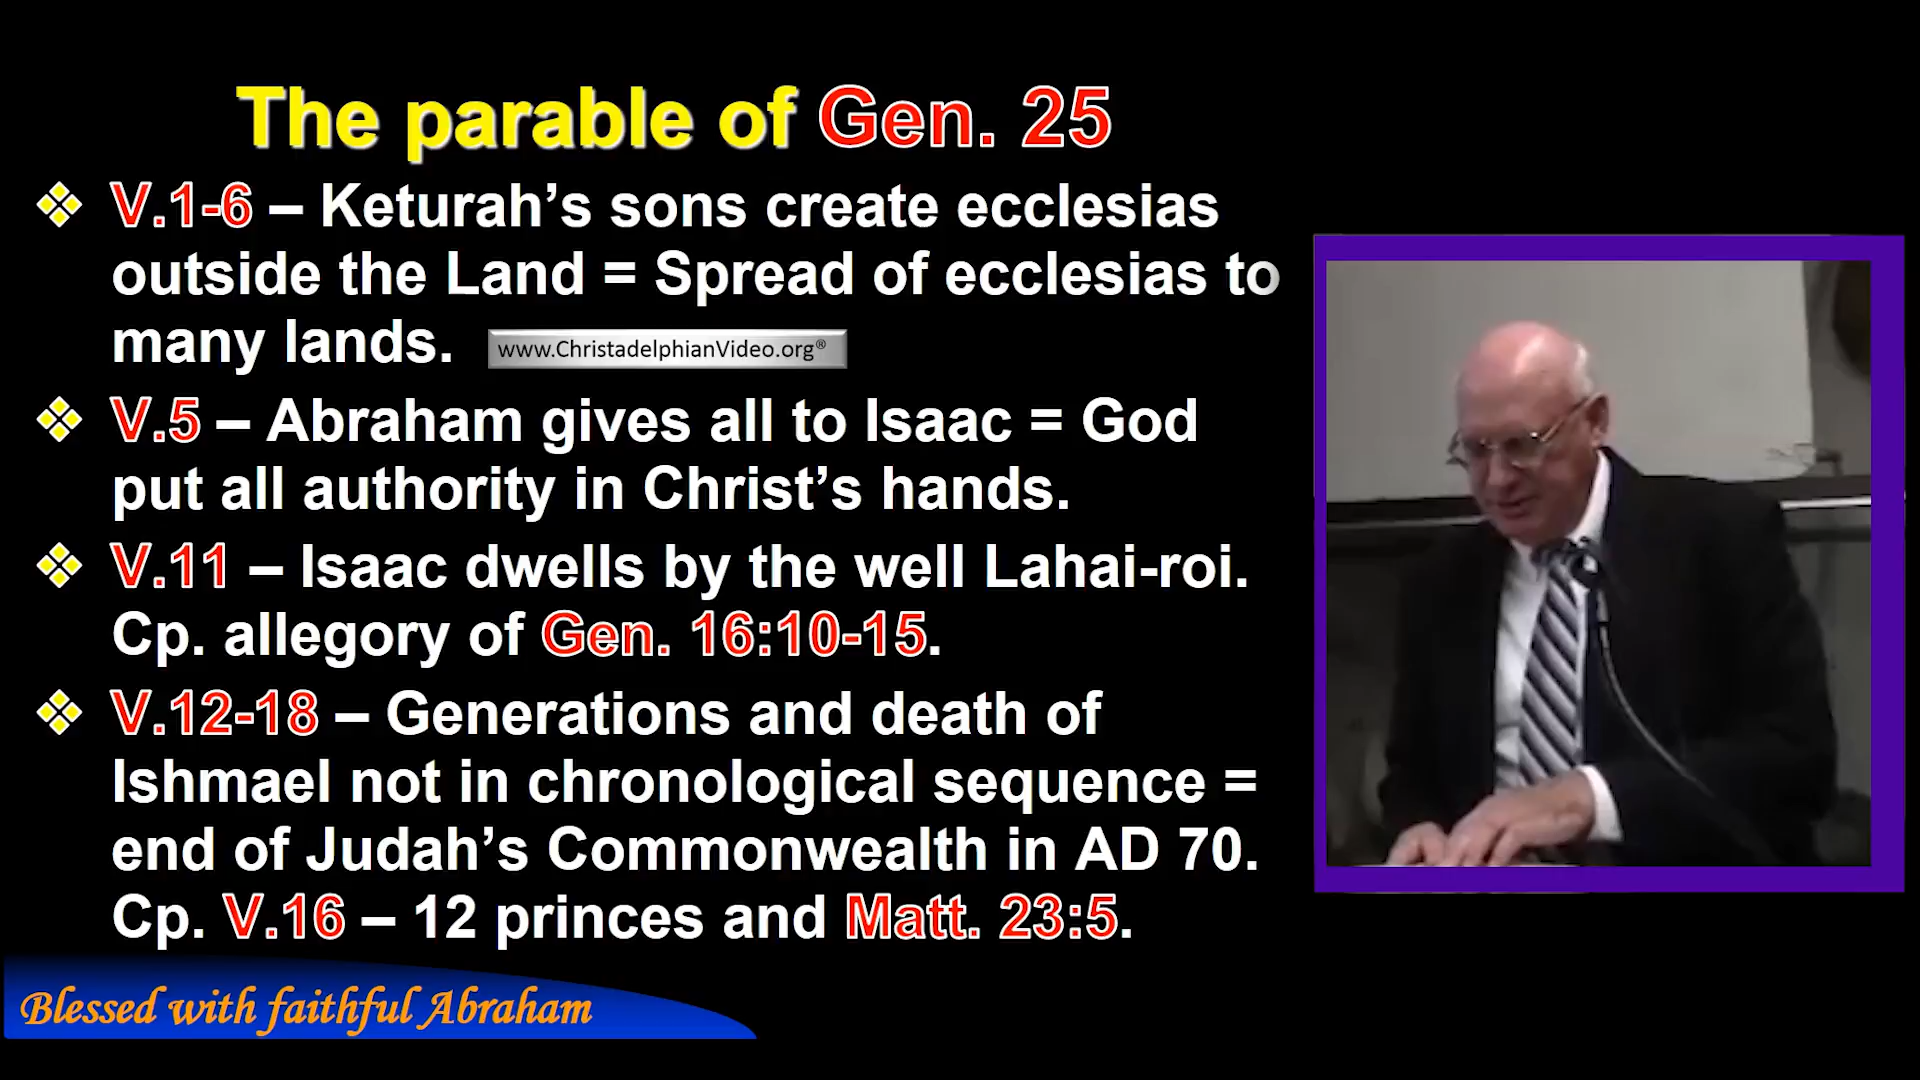 The parable of Gen. 25
V.1-6 – Keturah’s sons create ecclesias
outside the Land = Spread of ecclesias to
many lands.
www.ChristadelphianVideo.org®
V.5 – Abraham gives all to Isaac = God
put all authority in Christ’s hands.
V.11 – Isaac dwells by the well Lahai-roi.
Cp. allegory of Gen. 16:10-15.
V.12-18 – Generations and death of
Ishmael not in chronological sequence =
end of Judah’s Commonwealth in AD 70.
Cp. V.16 – 12 princes and Matt. 23:5.
Blessed with faithful Abraham